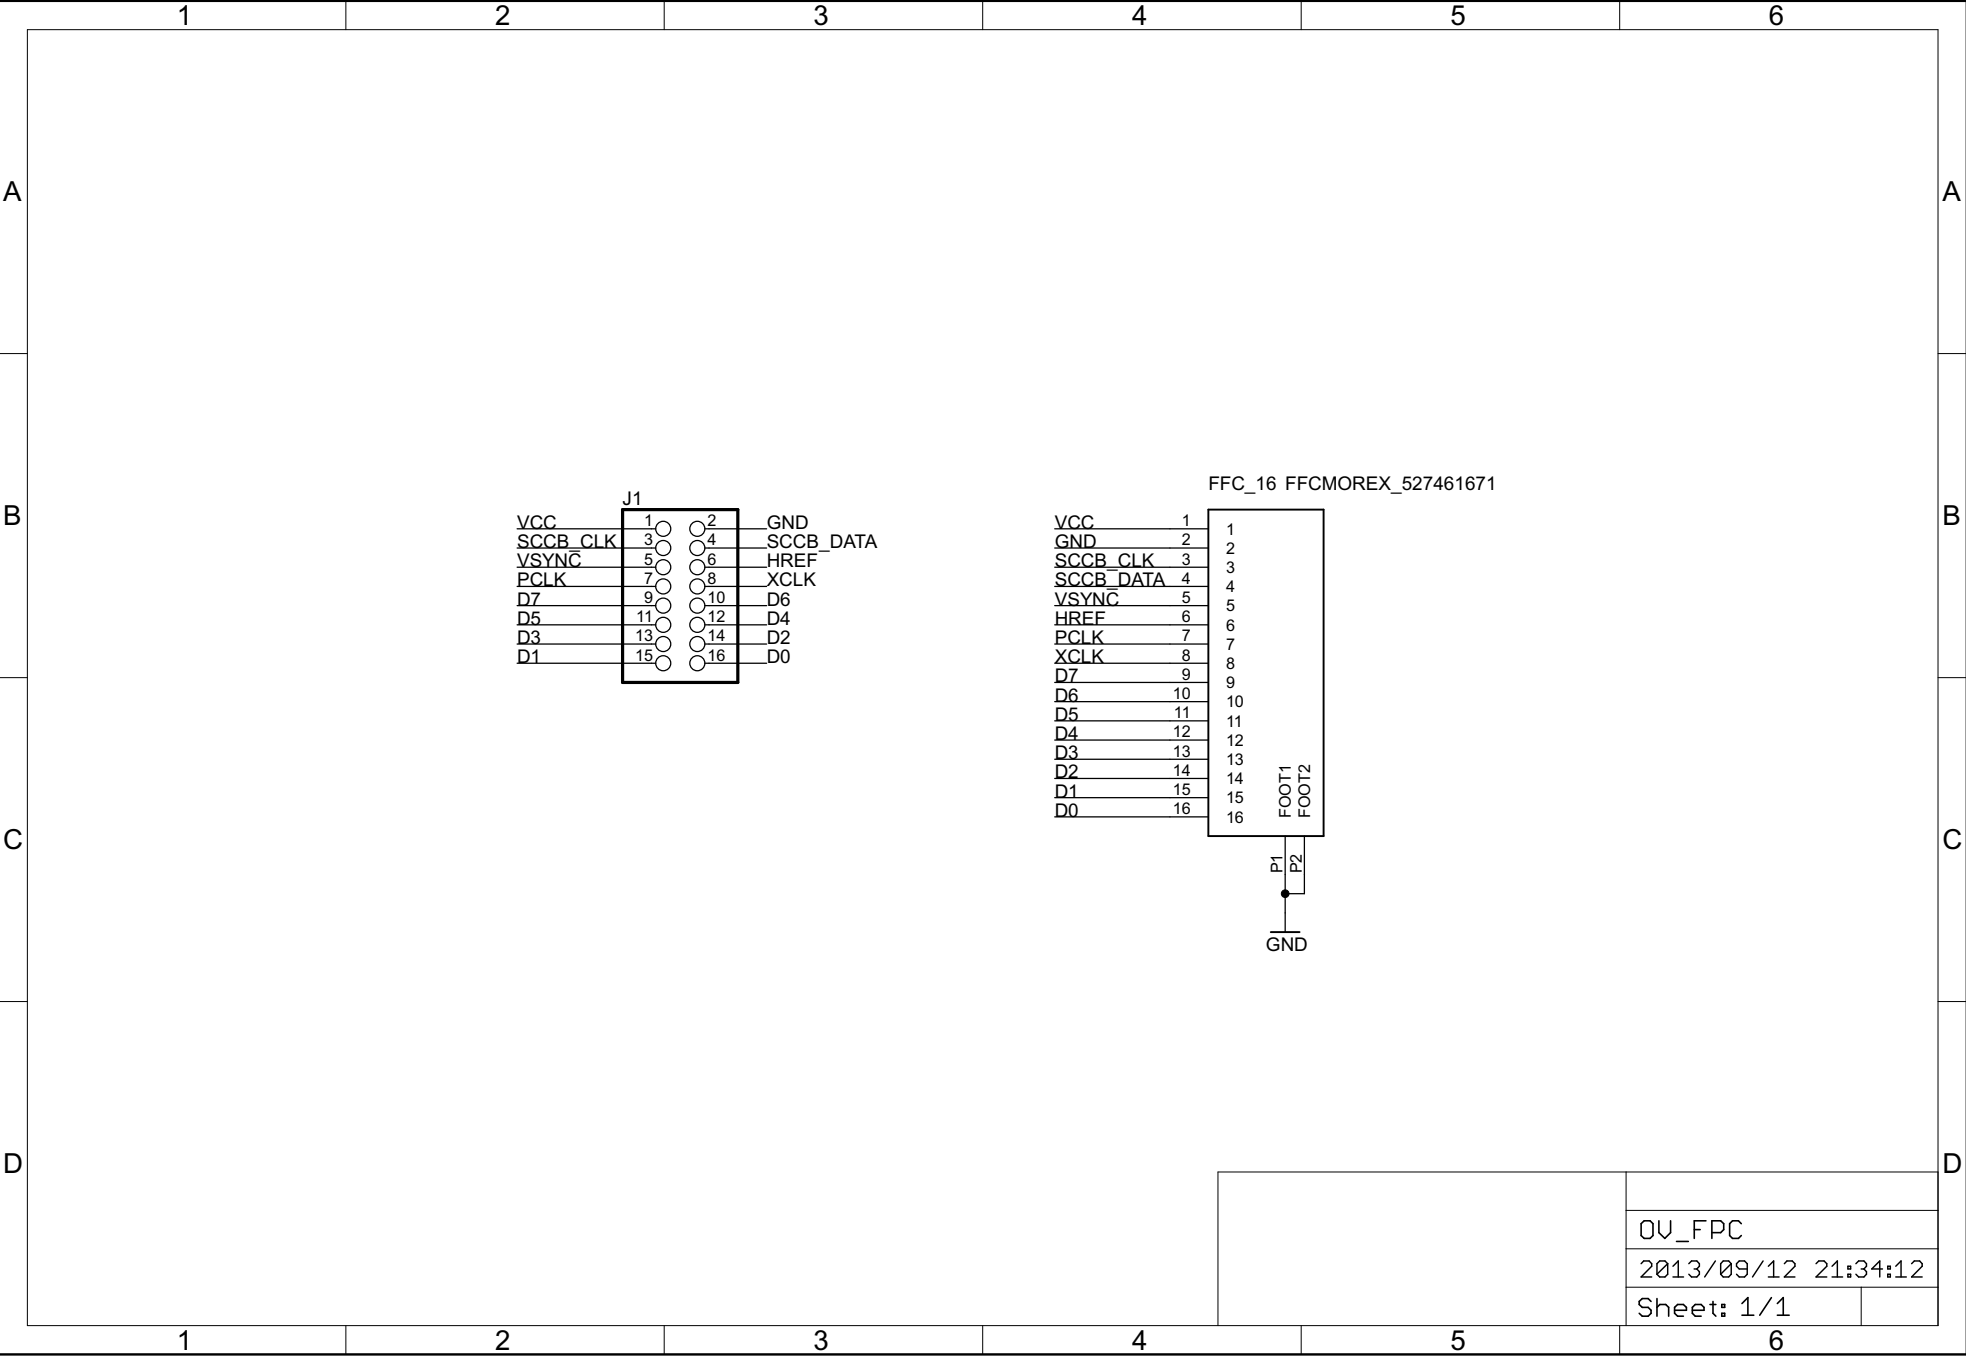 1 2 3 4 5 6
A A
B B
C C
D D
J1
VCC 1 2 GND
SCCB_CLK 3 4 SCCB_DATA
VSYNC 5 6 HREF
PCLK 7 8 XCLK
D7 9 10 D6
D5 11 12 D4
D3 13 14 D2
D1 15 16 D0
FFC_16 FFCMOREX_527461671
VCC 1 1
GND 2 2
SCCB_CLK 3 3
SCCB_DATA 4 4
VSYNC 5 5
HREF 6 6
PCLK 7 7
XCLK 8 8
D7 9 9
D6 10 10
D5 11 11
D4 12 12
D3 13 13
D2 14 14
D1 15 15
D0 16 16
FOOT1
FOOT2
P1
P2
GND
OV_FPC
2013/09/12 21:34:12
Sheet: 1/1
1 2 3 4 5 6